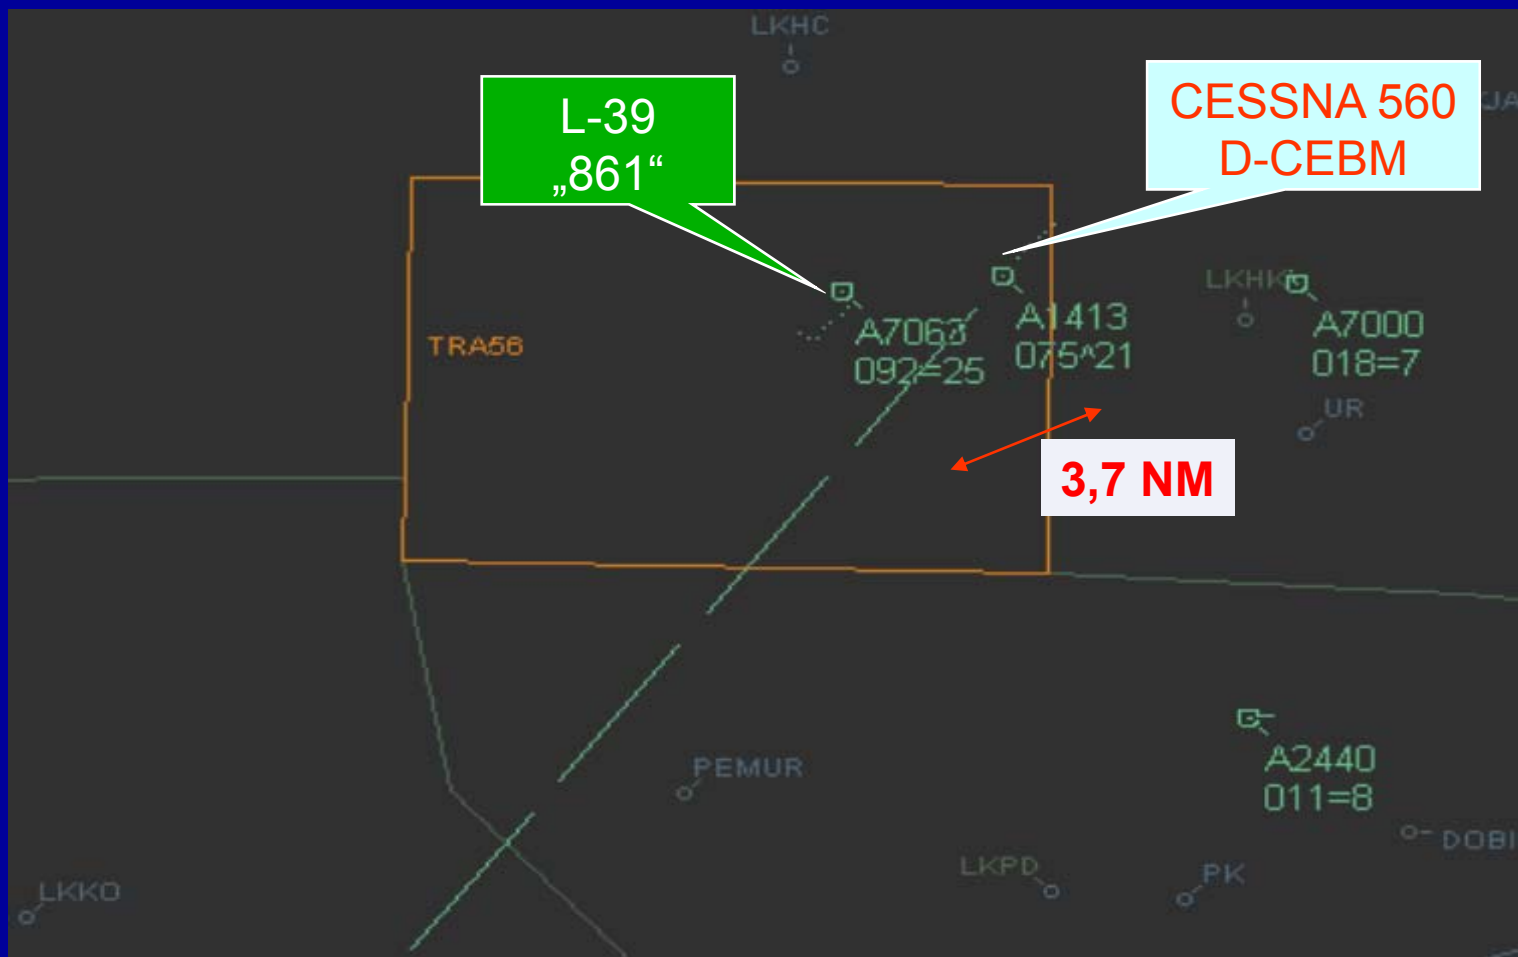 LKHC
L-39
„861“
CESSNA 560
D-CEBM
TRA56
A7063
092=25
A1413
075^21
LKHK
A7000
018=7
UR
3,7 NM
A2440
011=8
PEMUR
DOBI
LKPD
PK
LKKO